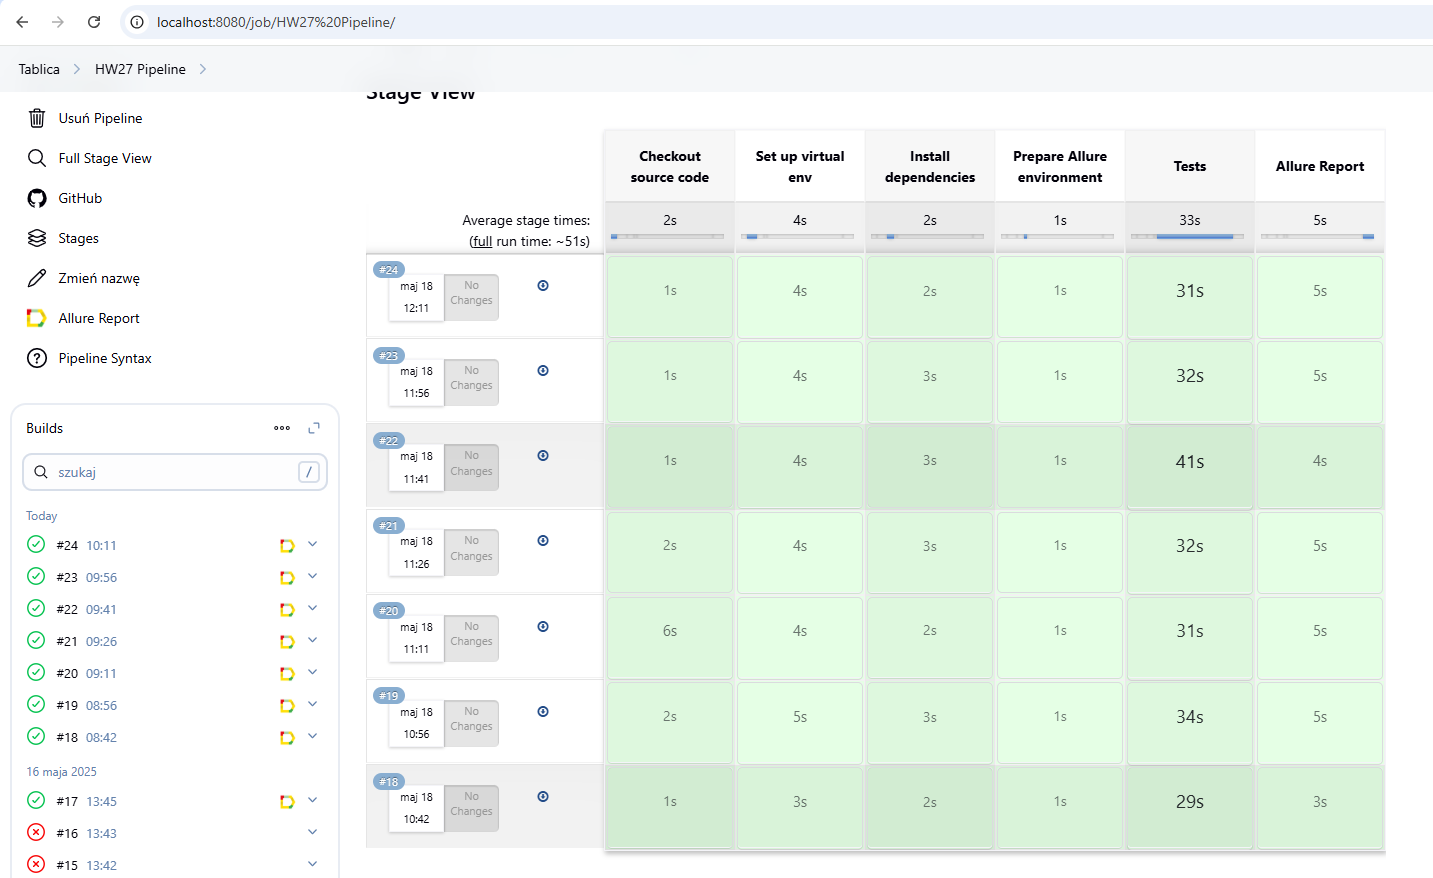 localhost:8080/job/HW27%20Pipeline/
Tablica
HW27 Pipeline
Usuń Pipeline
Full Stage View
GitHub
Stages
Zmień nazwę
Allure Report
Pipeline Syntax
Builds
szukaj
/
Today
#24 10:11
#23 09:56
#22 09:41
#21 09:26
#20 09:11
#19 08:56
#18 08:42
16 maja 2025
#17 13:45
#16 13:43
#15 13:42
Stage View
Checkout
source code
Set up virtual
env
Install
dependencies
Prepare Allure
environment
Tests
Allure Report
Average stage times:
(full run time: ~51s)
2s
4s
2s
1s
33s
5s
#24
maj 18
12:11
No
Changes
1s
4s
2s
1s
31s
5s
#23
maj 18
11:56
No
Changes
1s
4s
3s
1s
32s
5s
#22
maj 18
11:41
No
Changes
1s
4s
3s
1s
41s
4s
#21
maj 18
11:26
No
Changes
2s
4s
3s
1s
32s
5s
#20
maj 18
11:11
No
Changes
6s
4s
2s
1s
31s
5s
#19
maj 18
10:56
No
Changes
2s
5s
3s
1s
34s
5s
#18
maj 18
10:42
No
Changes
1s
3s
2s
1s
29s
3s